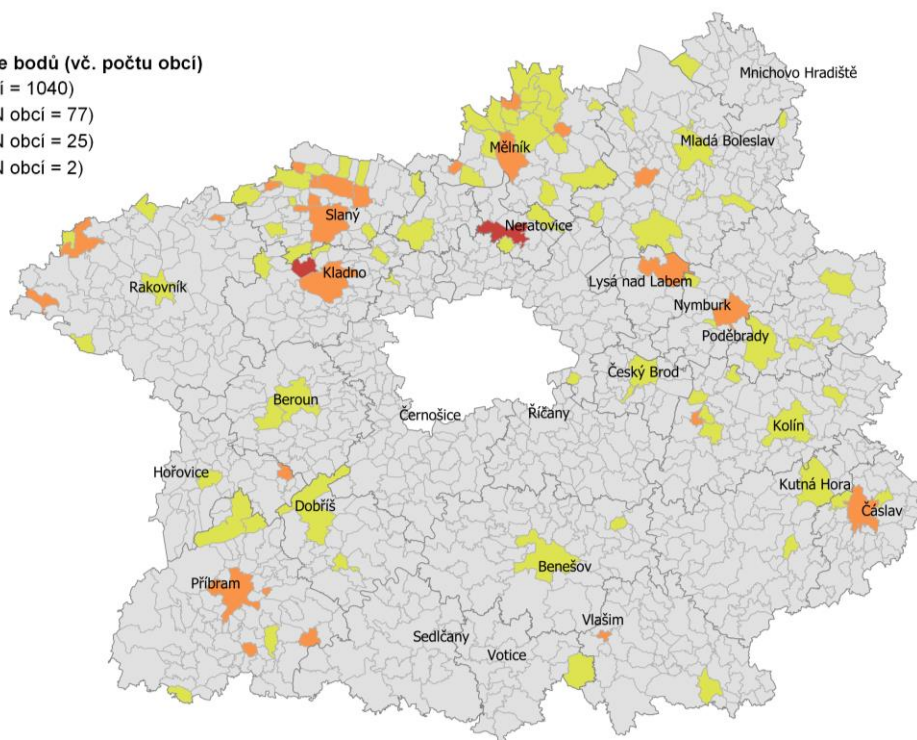 e bodů (vč. počtu obcí)
í = 1040)
N obcí = 77)
N obcí = 25)
N obcí = 2)
Mnichovo Hradiště
Mladá Boleslav
Mělník
Slaný
Neratovice
Kladno
Lysá nad Labem
Rakovník
Nymburk
Poděbrady
Český Brod
Beroun
Černošice
Říčany
Kolín
Hořovice
Kutná Hora
Dobříš
Čáslav
Benešov
Příbram
Vlašim
Sedlčany
Votice